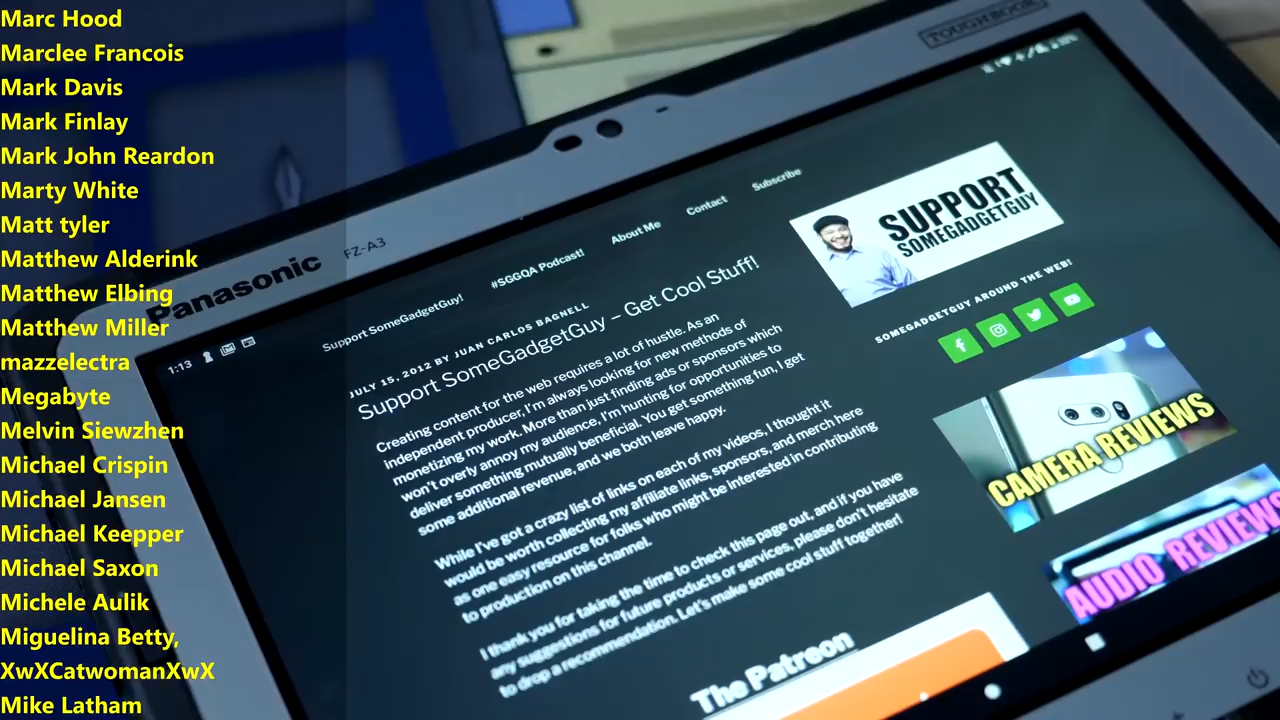 Marc Hood
Marclee Francois
Mark Davis
Mark Finlay
Mark John Reardon
Marty White
Matt tyler
Matthew Alderink
Matthew Elbing
Matthew Miller
mazzelectra
Megabyte
Melvin Siewzhen
Michael Crispin
Michael Jansen
Michael Keepper
Michael Saxon
Michele Aulik
Miguelina Betty,
XwXCatwomanXwX
Mike Latham
TOUGHBOOK
Panasonic
FZ-A3
1:13
Support SomeGadgetGuy!
#SGGQA Podcast!
About Me
Contact
Subscribe
JULY 15, 2012 BY JUAN CARLOS BAGNELL
Support SomeGadgetGuy – Get Cool Stuff!
Creating content for the web requires a lot of hustle. As an
independent producer, I'm always looking for new methods of
monetizing my work. More than just finding ads or sponsors which
won't overly annoy my audience, I'm hunting for opportunities to
deliver something mutually beneficial. You get something fun, I get
some additional revenue, and we both leave happy.
While I've got a crazy list of links on each of my videos, I thought it
would be worth collecting my affiliate links, sponsors, and merch here
as one easy resource for folks who might be interested in contributing
to production on this channel.
I thank you for taking the time to check this page out, and if you have
any suggestions for future products or services, please don't hesitate
to drop a recommendation. Let's make some cool stuff together!
The Patreon
SUPPORT
SOMEGADGETGUY
SOMEGADGETGUY AROUND THE WEB!
CAMERA REVIEWS
AUDIO REVIEWS